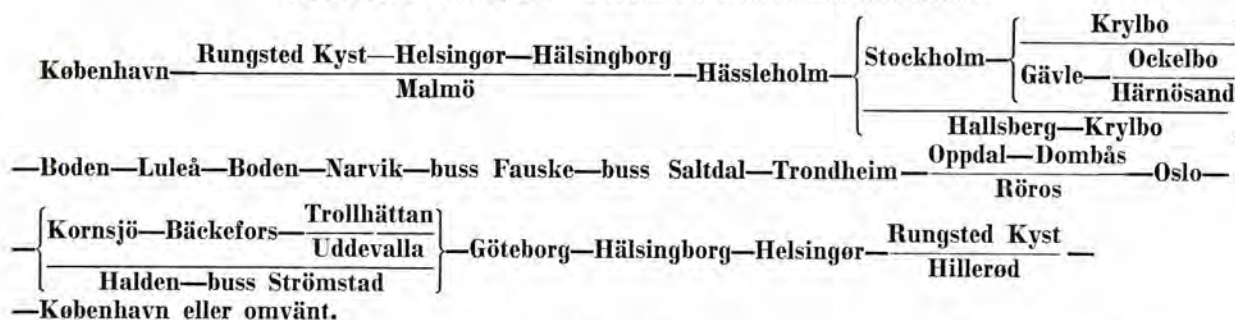 Krylbo
Rungsted Kyst—Helsingør—Hälsingborg
Stockholm—
Ockelbo
København—
—Hässleholm—
Gävle—
Malmö
Härnösand
Hallsberg—Krylbo
—Boden—Luleå—Boden—Narvik—buss Fauske—buss Saltdal—Trondheim—
Oppdal—Dombås
—Oslo—
Röros
—
Kornsjö—Bäckefors—
Trollhättan
Uddevalla
—Göteborg—Hälsingborg—Helsingør—
Rungsted Kyst
—
Hillerød
Halden—buss Strömstad
—København eller omvänt.